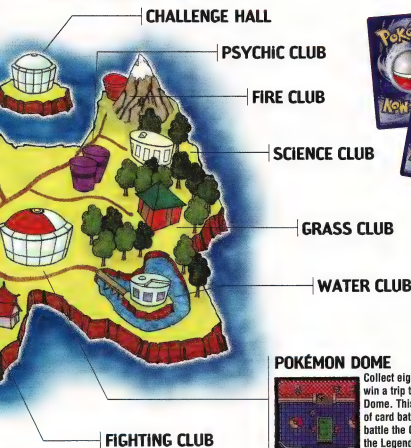 CHALLENGE HALL
PSYCHIC CLUB
FIRE CLUB
SCIENCE CLUB
GRASS CLUB
WATER CLUB
POKÉMON DOME
Collect eig
win a trip t
Dome. This
of card bat
battle the
the Legend
FIGHTING CLUB